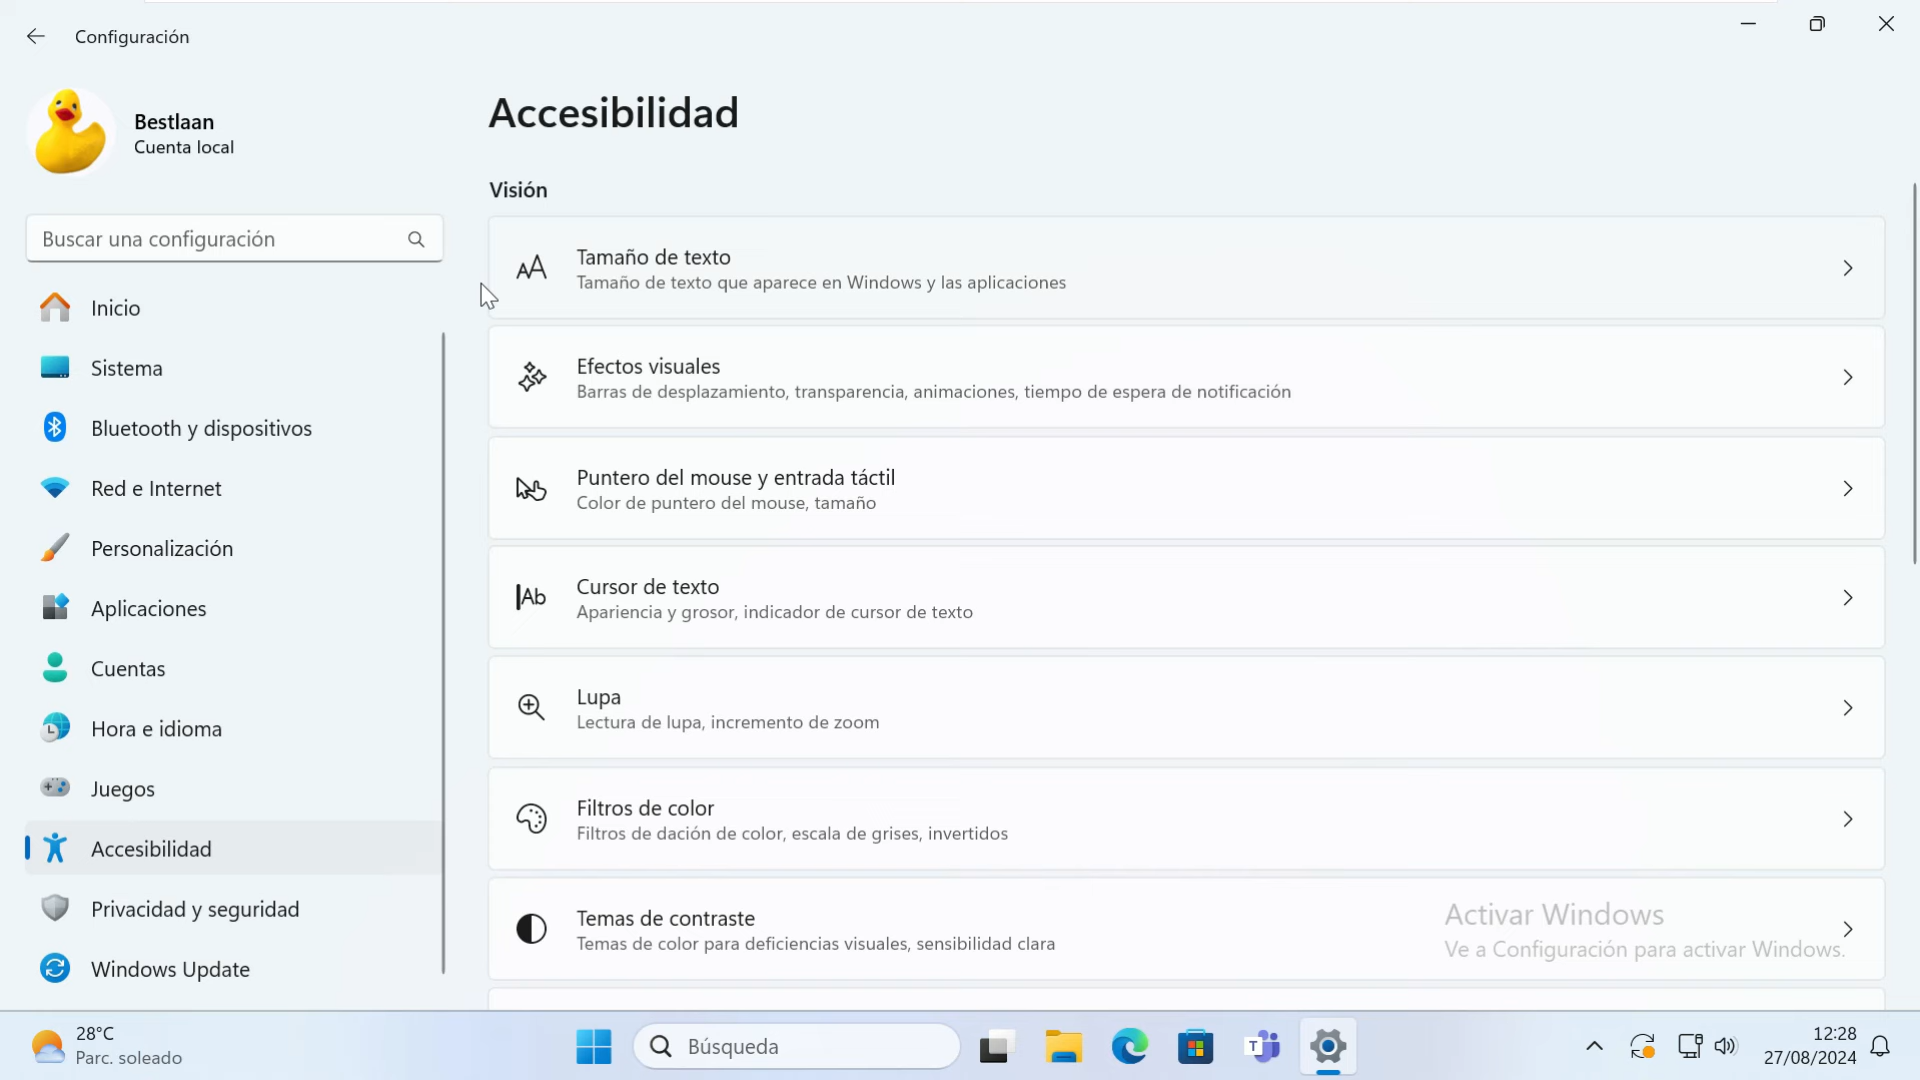 Configuración
Bestlaan
Cuenta local
Buscar una configuración
Inicio
Sistema
Bluetooth y dispositivos
Red e Internet
Personalización
Aplicaciones
Cuentas
Hora e idioma
Juegos
Accesibilidad
Privacidad y seguridad
Windows Update
Accesibilidad
Visión
Tamaño de texto
Tamaño de texto que aparece en Windows y las aplicaciones
Efectos visuales
Barras de desplazamiento, transparencia, animaciones, tiempo de espera de notificación
Puntero del mouse y entrada táctil
Color de puntero del mouse, tamaño
Cursor de texto
Apariencia y grosor, indicador de cursor de texto
Lupa
Lectura de lupa, incremento de zoom
Filtros de color
Filtros de dación de color, escala de grises, invertidos
Temas de contraste
Temas de color para deficiencias visuales, sensibilidad clara
Activar Windows
Ve a Configuración para activar Windows.
28°C
Parc. soleado
Búsqueda
12:28
27/08/2024